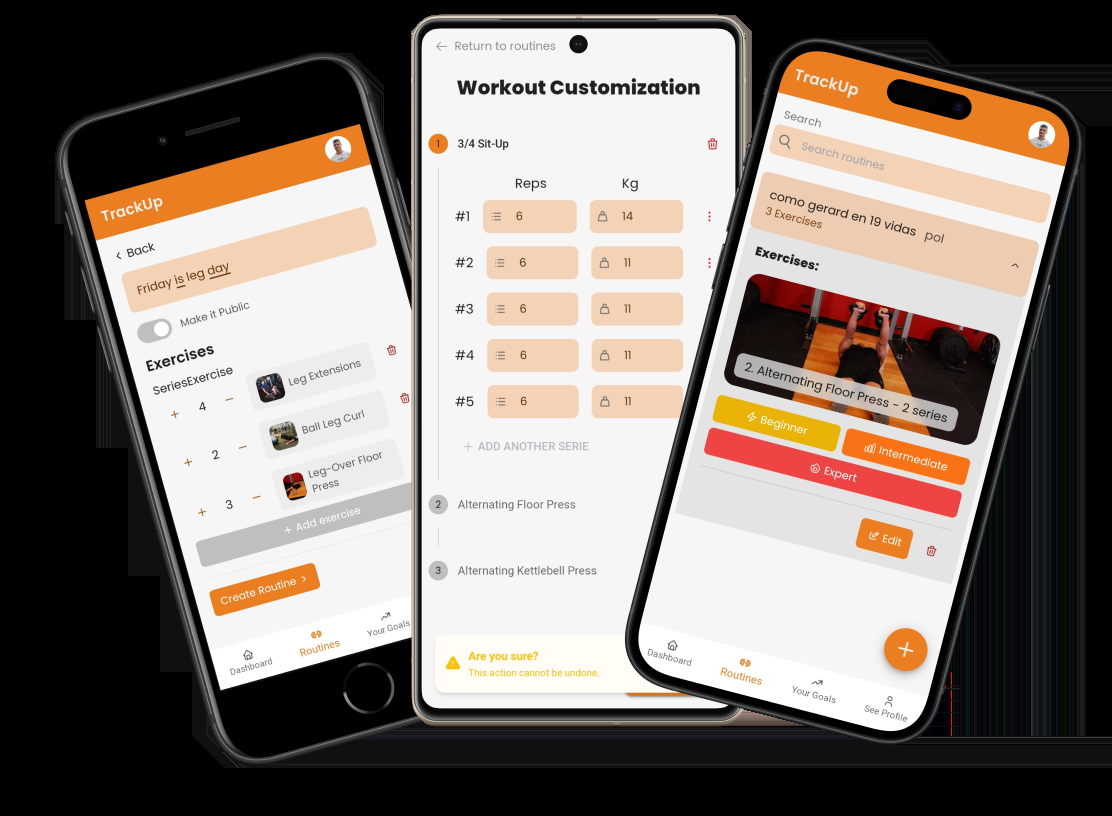 TrackUp
Back
Friday is leg day
Make it Public
Exercises
SeriesExercise
+ 4 − Leg Extensions
+ 2 − Ball Leg Curl
+ 3 − Leg-Over Floor
Press
+ Add exercise
Create Routine
Dashboard
Routines
Your Goals
Return to routines
Workout Customization
1 3/4 Sit-Up
Reps Kg
#1 6 14
#2 6 11
#3 6 11
#4 6 11
#5 6 11
+ ADD ANOTHER SERIE
2 Alternating Floor Press
3 Alternating Kettlebell Press
Are you sure?
This action cannot be undone.
TrackUp
Search
Search routines
como gerard en 19 vidas pol
3 Exercises
Exercises:
2. Alternating Floor Press - 2 series
Beginner
Intermediate
Expert
Edit
+
Dashboard
Routines
Your Goals
See Profile